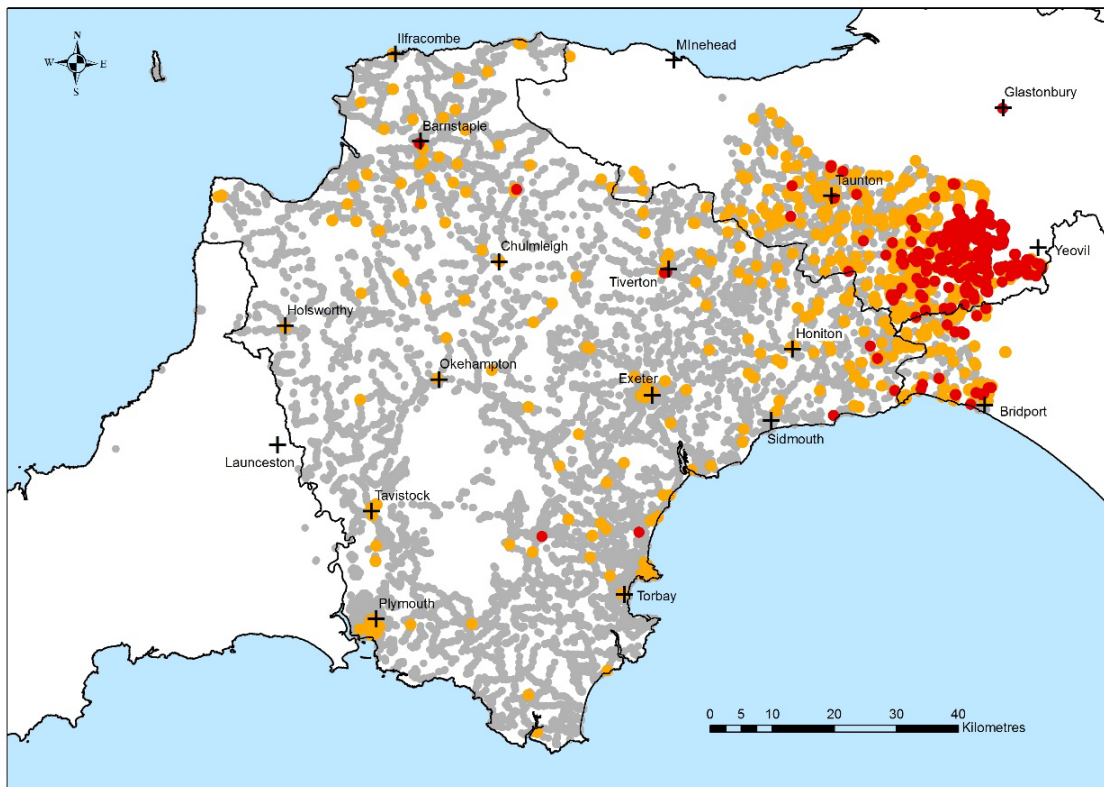 Ilfracombe
MInehead
N
W E
S
Glastonbury
Barnstaple
Taunton
Yeovil
Chulmleigh
Tiverton
Holsworthy
Honiton
Okehampton
Exeter
Bridport
Sidmouth
Launceston
Tavistock
Torbay
Plymouth
0 5 10 20 30 40
Kilometres